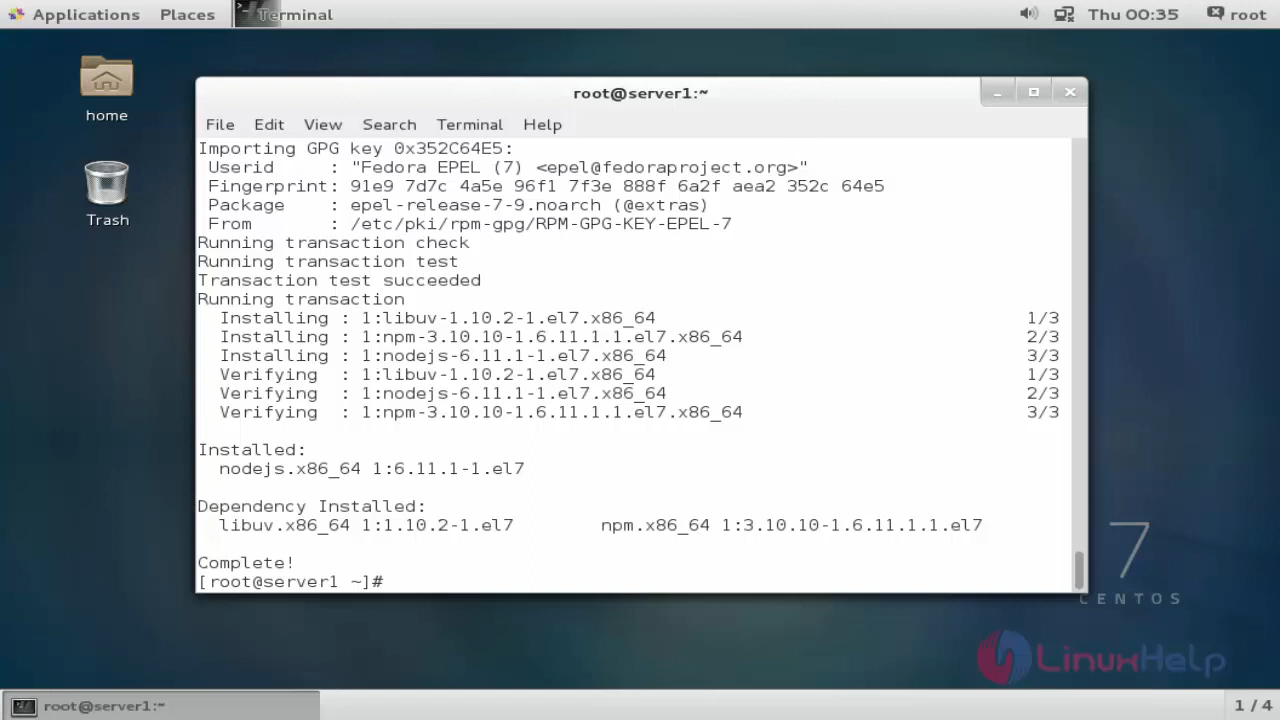 Applications Places Terminal Thu 00:35 root
home
Trash
root@server1:~
File Edit View Search Terminal Help
Importing GPG key 0x352C64E5:
Userid     : "Fedora EPEL (7) <epel@fedoraproject.org>"
Fingerprint: 91e9 7d7c 4a5e 96f1 7f3e 888f 6a2f aea2 352c 64e5
Package    : epel-release-7-9.noarch (@extras)
From       : /etc/pki/rpm-gpg/RPM-GPG-KEY-EPEL-7
Running transaction check
Running transaction test
Transaction test succeeded
Running transaction
Installing : 1:libuv-1.10.2-1.el7.x86_64 1/3
Installing : 1:npm-3.10.10-1.6.11.1.1.el7.x86_64 2/3
Installing : 1:nodejs-6.11.1-1.el7.x86_64 3/3
Verifying  : 1:libuv-1.10.2-1.el7.x86_64 1/3
Verifying  : 1:nodejs-6.11.1-1.el7.x86_64 2/3
Verifying  : 1:npm-3.10.10-1.6.11.1.1.el7.x86_64 3/3
Installed:
nodejs.x86_64 1:6.11.1-1.el7
Dependency Installed:
libuv.x86_64 1:1.10.2-1.el7 npm.x86_64 1:3.10.10-1.6.11.1.1.el7
Complete!
[root@server1 ~]#
7
CENTOS
LinuxHelp
root@server1:~ 1 / 4